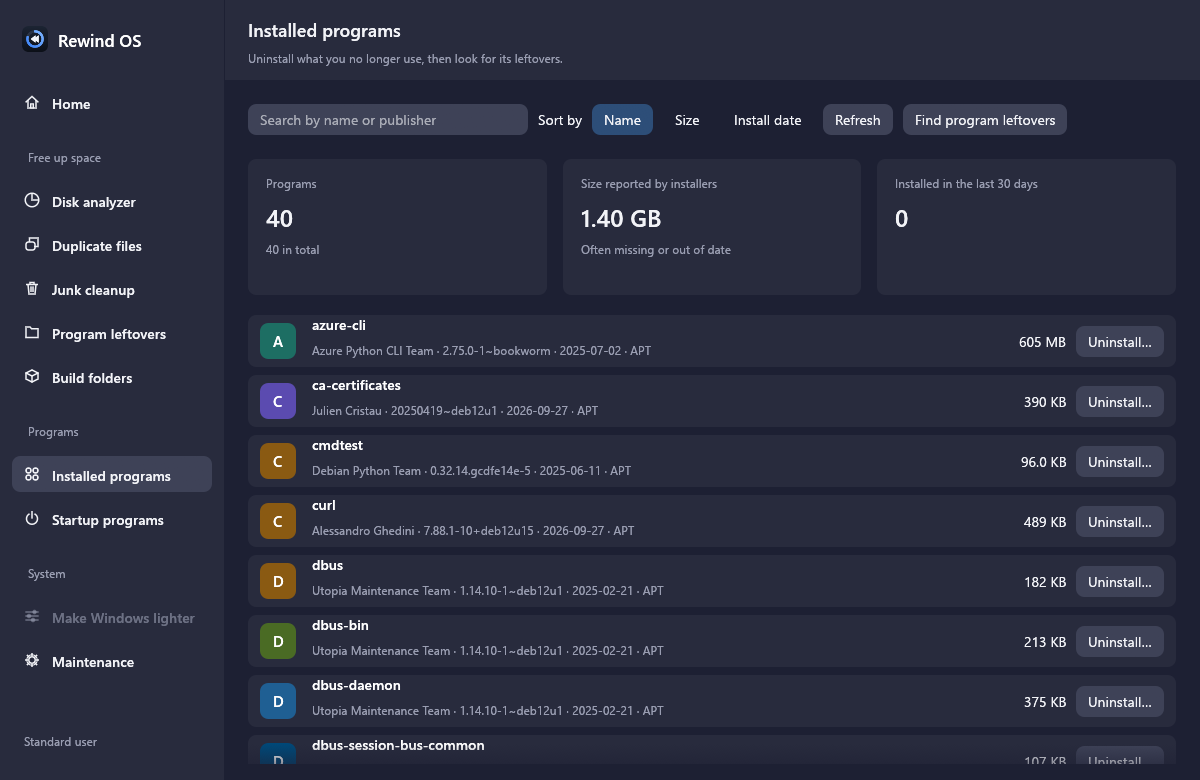 Rewind OS
Home
Free up space
Disk analyzer
Duplicate files
Junk cleanup
Program leftovers
Build folders
Programs
Installed programs
Startup programs
System
Make Windows lighter
Maintenance
Standard user
Installed programs
Uninstall what you no longer use, then look for its leftovers.
Search by name or publisher Sort by Name Size Install date Refresh Find program leftovers
Programs
40
40 in total
Size reported by installers
1.40 GB
Often missing or out of date
Installed in the last 30 days
0
A azure-cli
Azure Python CLI Team · 2.75.0-1~bookworm · 2025-07-02 · APT
605 MB Uninstall...
C ca-certificates
Julien Cristau · 20250419~deb12u1 · 2026-09-27 · APT
390 KB Uninstall...
C cmdtest
Debian Python Team · 0.32.14.gcdfe14e-5 · 2025-06-11 · APT
96.0 KB Uninstall...
C curl
Alessandro Ghedini · 7.88.1-10+deb12u15 · 2026-09-27 · APT
489 KB Uninstall...
D dbus
Utopia Maintenance Team · 1.14.10-1~deb12u1 · 2025-02-21 · APT
182 KB Uninstall...
D dbus-bin
Utopia Maintenance Team · 1.14.10-1~deb12u1 · 2025-02-21 · APT
213 KB Uninstall...
D dbus-daemon
Utopia Maintenance Team · 1.14.10-1~deb12u1 · 2025-02-21 · APT
375 KB Uninstall...
D dbus-session-bus-common
107 KB Uninstall...